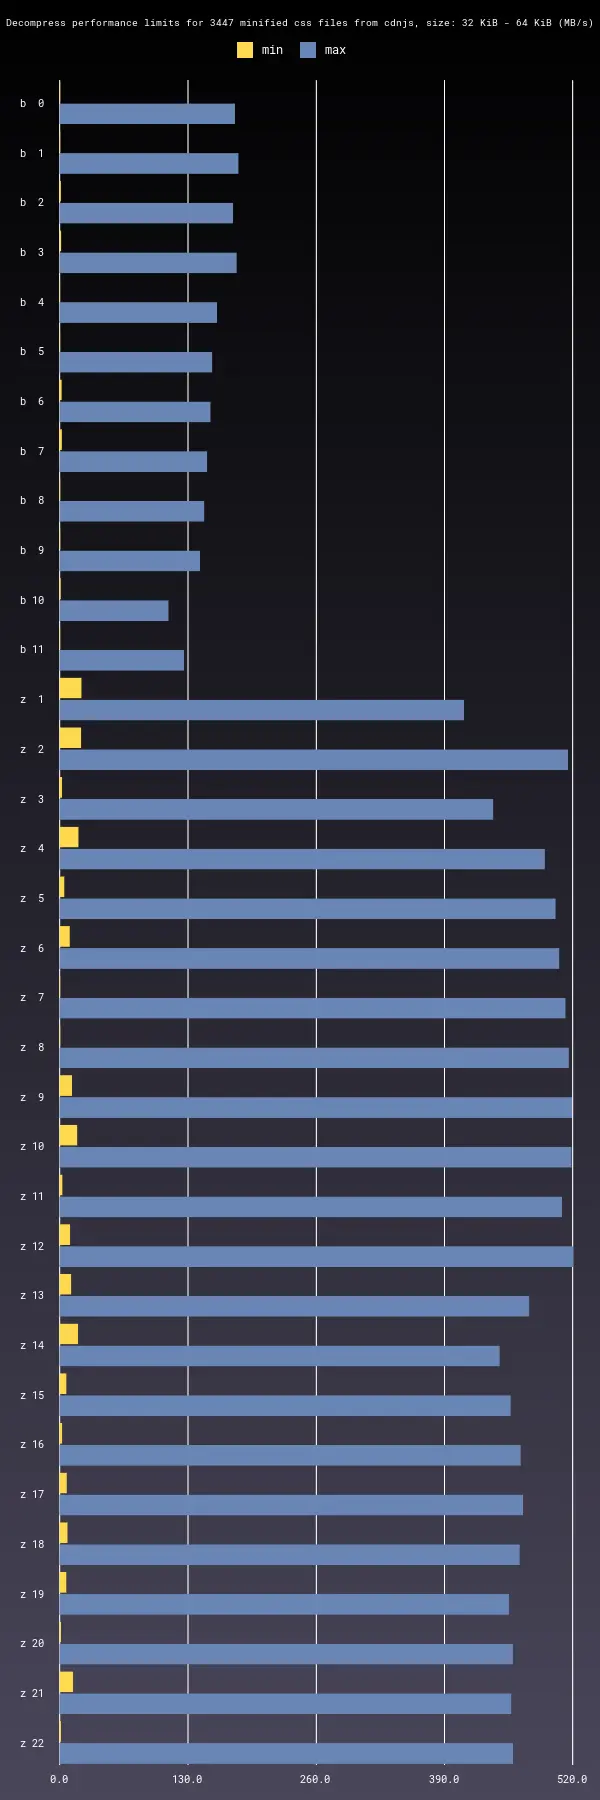 Decompress performance limits for 3447 minified css files from cdnjs, size: 32 KiB - 64 KiB (MB/s)
min max
b 0
b 1
b 2
b 3
b 4
b 5
b 6
b 7
b 8
b 9
b 10
b 11
z 1
z 2
z 3
z 4
z 5
z 6
z 7
z 8
z 9
z 10
z 11
z 12
z 13
z 14
z 15
z 16
z 17
z 18
z 19
z 20
z 21
z 22
0.0 130.0 260.0 390.0 520.0